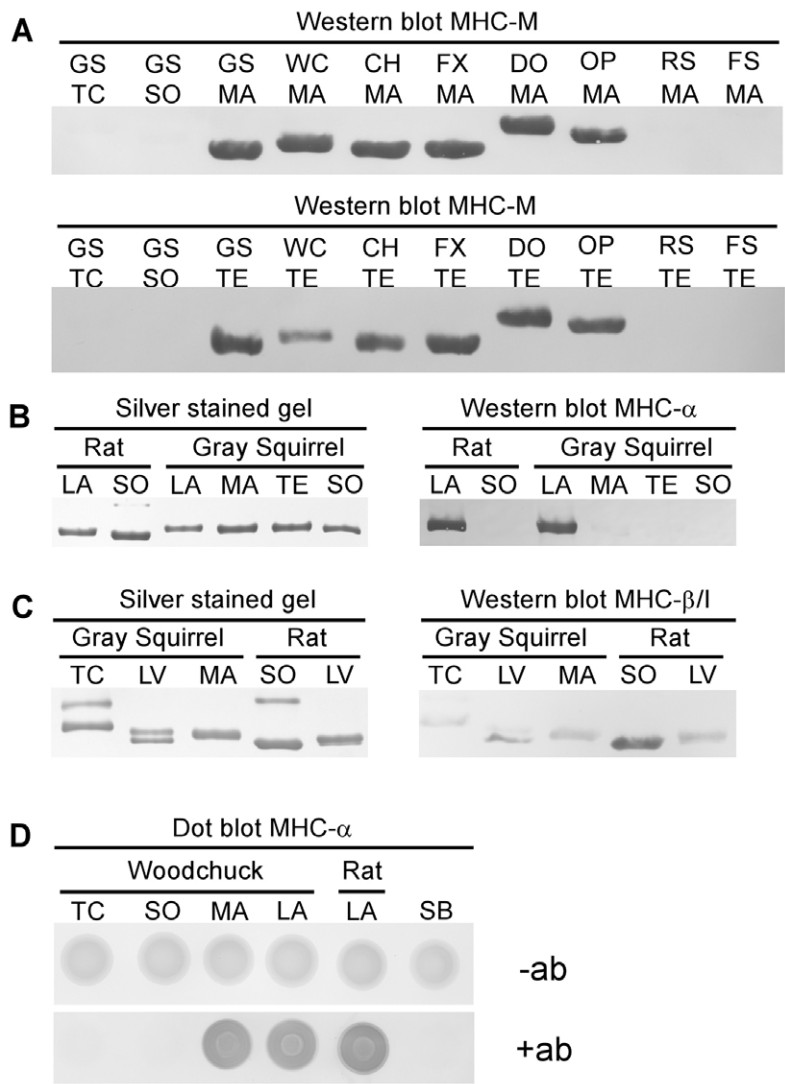 A
Western blot MHC-M
GS GS GS WC CH FX DO OP RS FS
TC SO MA MA MA MA MA MA MA MA
Western blot MHC-M
GS GS GS WC CH FX DO OP RS FS
TC SO TE TE TE TE TE TE TE TE
B
Silver stained gel
Western blot MHC-α
Rat Gray Squirrel
Rat Gray Squirrel
LA SO LA MA TE SO
LA SO LA MA TE SO
C
Silver stained gel
Western blot MHC-β/I
Gray Squirrel Rat
Gray Squirrel Rat
TC LV MA SO LV
TC LV MA SO LV
D
Dot blot MHC-α
Woodchuck Rat
TC SO MA LA LA SB
-ab
+ab